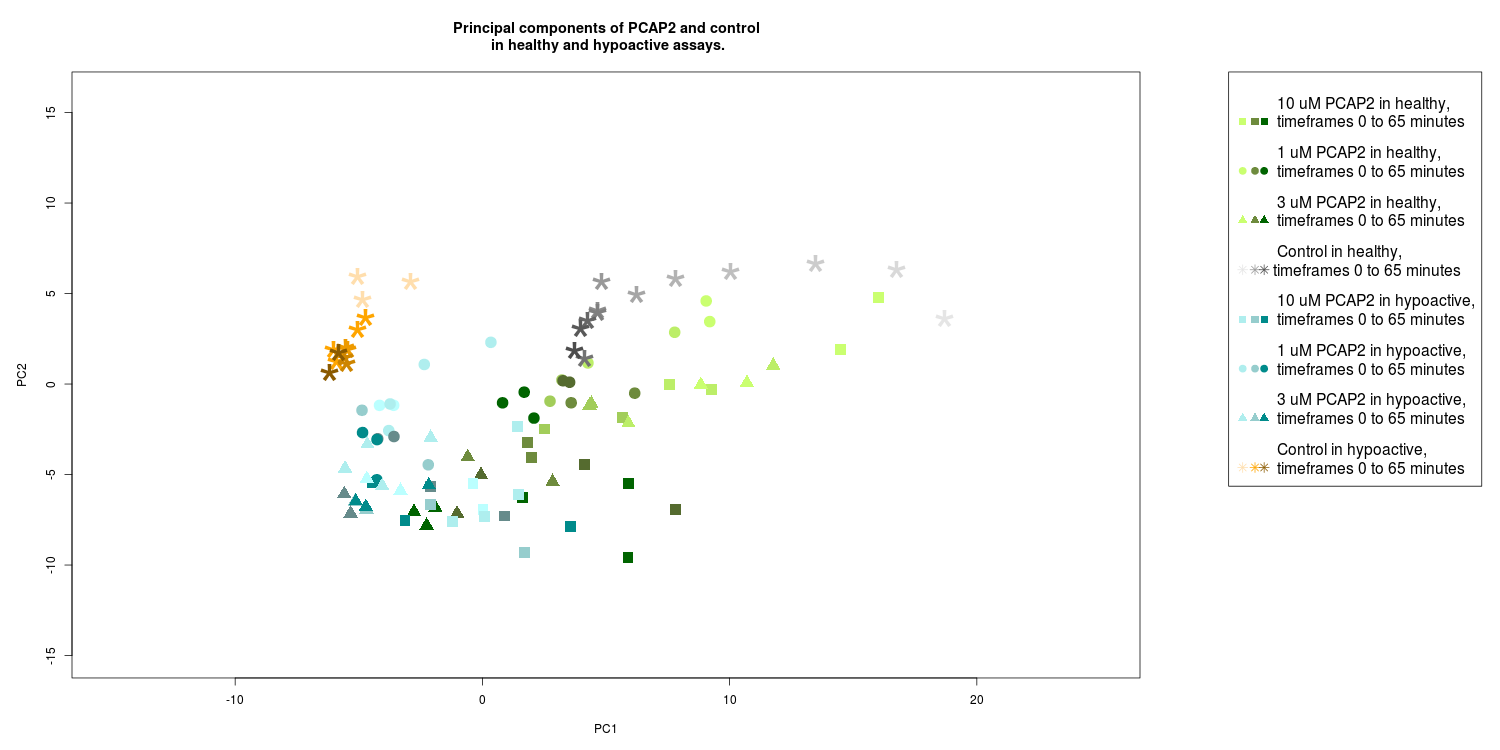 Principal components of PCAP2 and control
in healthy and hypoactive assays.
15
10
5
0
-5
-10
-15
PC2
-10
0
10
20
PC1
10 uM PCAP2 in healthy,
timeframes 0 to 65 minutes
1 uM PCAP2 in healthy,
timeframes 0 to 65 minutes
3 uM PCAP2 in healthy,
timeframes 0 to 65 minutes
Control in healthy,
timeframes 0 to 65 minutes
10 uM PCAP2 in hypoactive,
timeframes 0 to 65 minutes
1 uM PCAP2 in hypoactive,
timeframes 0 to 65 minutes
3 uM PCAP2 in hypoactive,
timeframes 0 to 65 minutes
Control in hypoactive,
timeframes 0 to 65 minutes